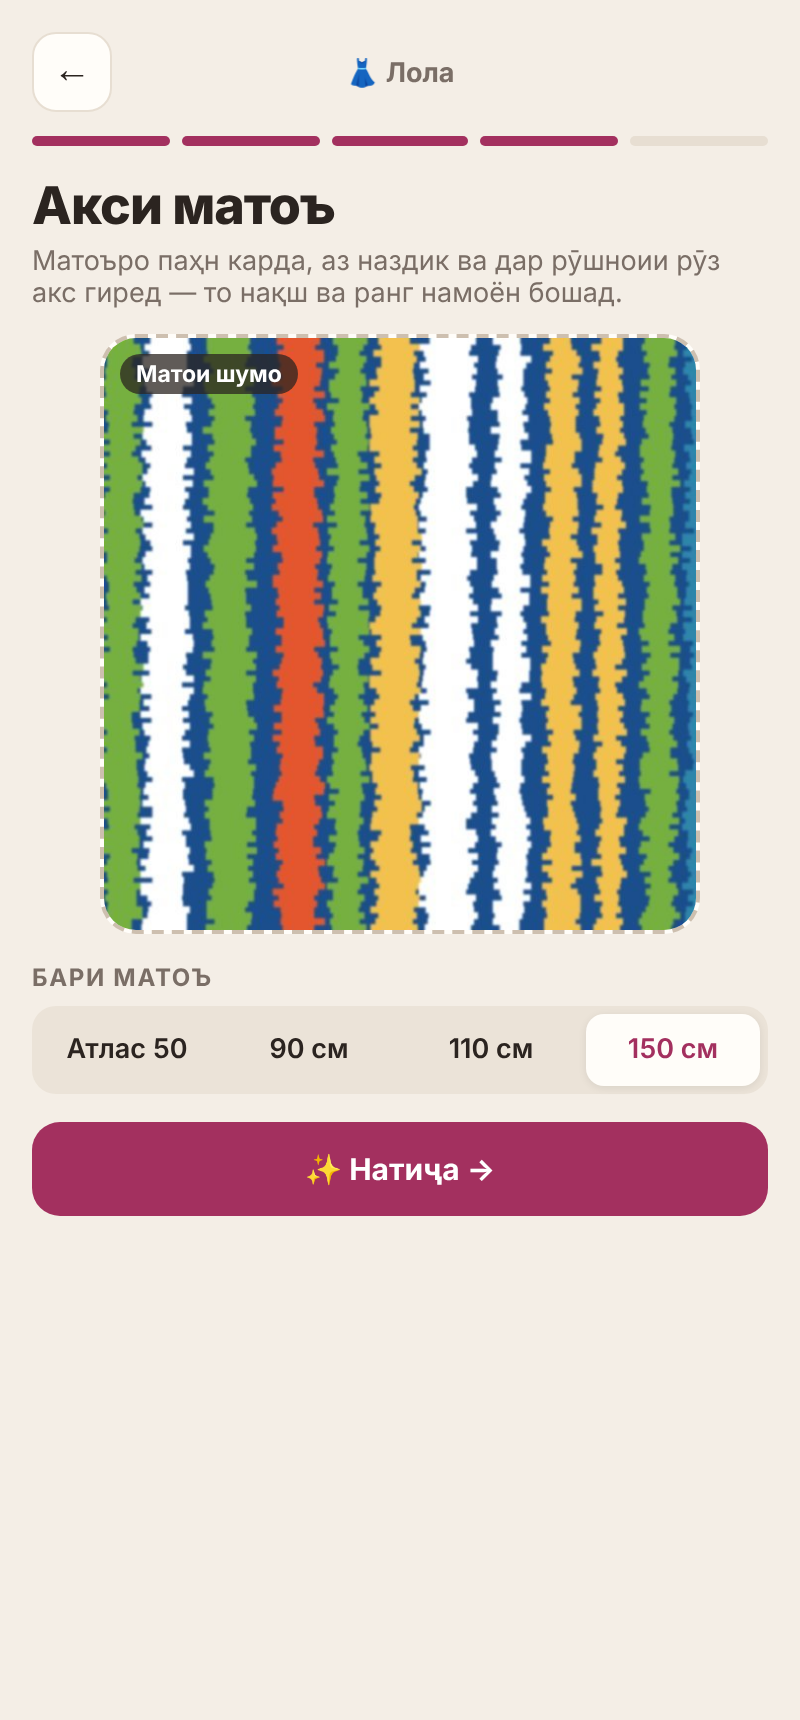 ←
👗 Лола
Акси матоъ
Матоъро паҳн карда, аз наздик ва дар рӯшноии рӯз
акс гиред — то нақш ва ранг намоён бошад.
Матои шумо
БАРИ МАТОЪ
Атлас 50 90 см 110 см 150 см
✨ Натиҷа →